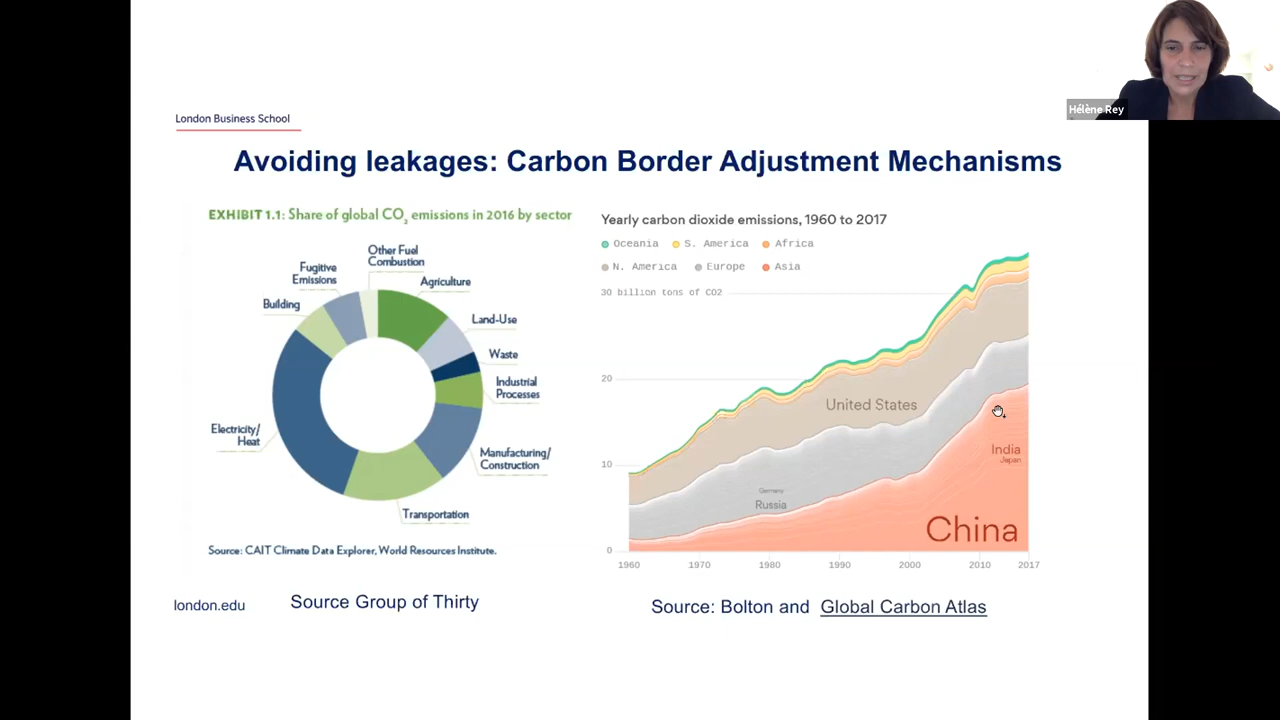 Hélène Rey
London Business School
Avoiding leakages: Carbon Border Adjustment Mechanisms
EXHIBIT 1.1: Share of global CO2 emissions in 2016 by sector
Other Fuel
Combustion
Fugitive
Emissions
Agriculture
Building
Land-Use
Waste
Industrial
Processes
Electricity/
Heat
Manufacturing/
Construction
Transportation
Source: CAIT Climate Data Explorer, World Resources Institute.
Yearly carbon dioxide emissions, 1960 to 2017
Oceania S. America Africa
N. America Europe Asia
30 billion tons of CO2
20
United States
10
India
Japan
Germany
Russia
China
0
1960 1970 1980 1990 2000 2010 2017
london.edu
Source Group of Thirty
Source: Bolton and Global Carbon Atlas